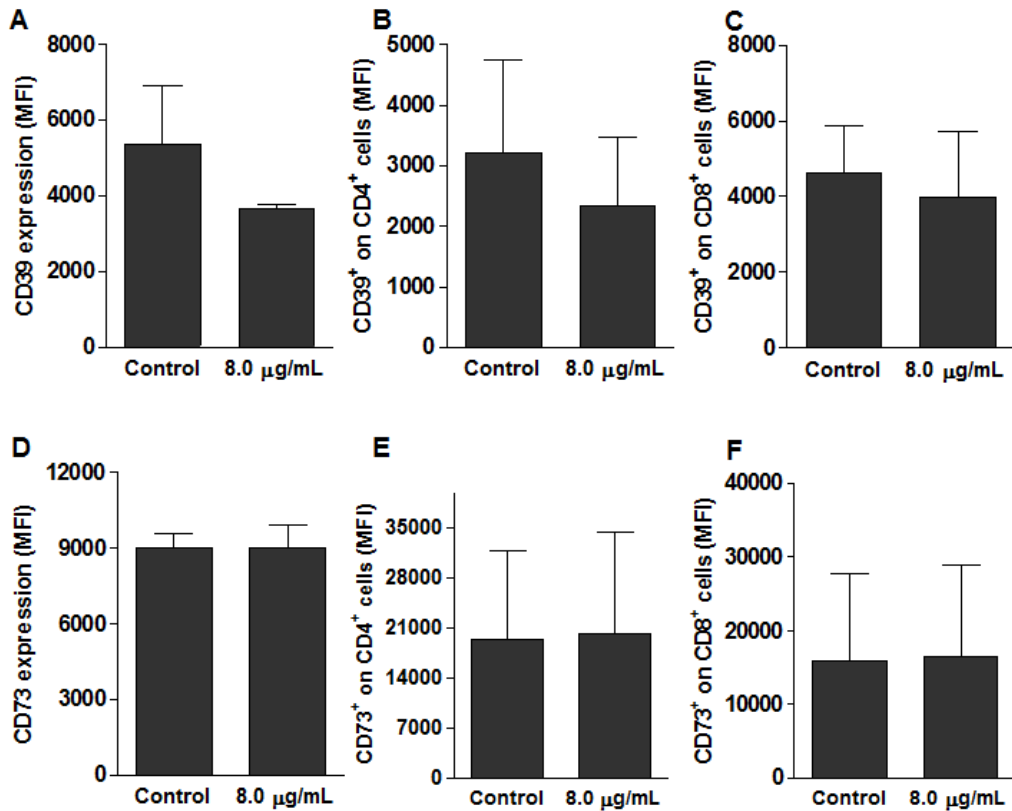 A
CD39 expression (MFI)
8000
6000
4000
2000
0
Control 8.0 μg/mL
B
CD39⁺ on CD4⁺ cells (MFI)
5000
4000
3000
2000
1000
0
Control 8.0 μg/mL
C
CD39⁺ on CD8⁺ cells (MFI)
8000
6000
4000
2000
0
Control 8.0 μg/mL
D
CD73 expression (MFI)
12000
9000
6000
3000
0
Control 8.0 μg/mL
E
CD73⁺ on CD4⁺ cells (MFI)
35000
28000
21000
14000
7000
0
Control 8.0 μg/mL
F
CD73⁺ on CD8⁺ cells (MFI)
40000
30000
20000
10000
0
Control 8.0 μg/mL